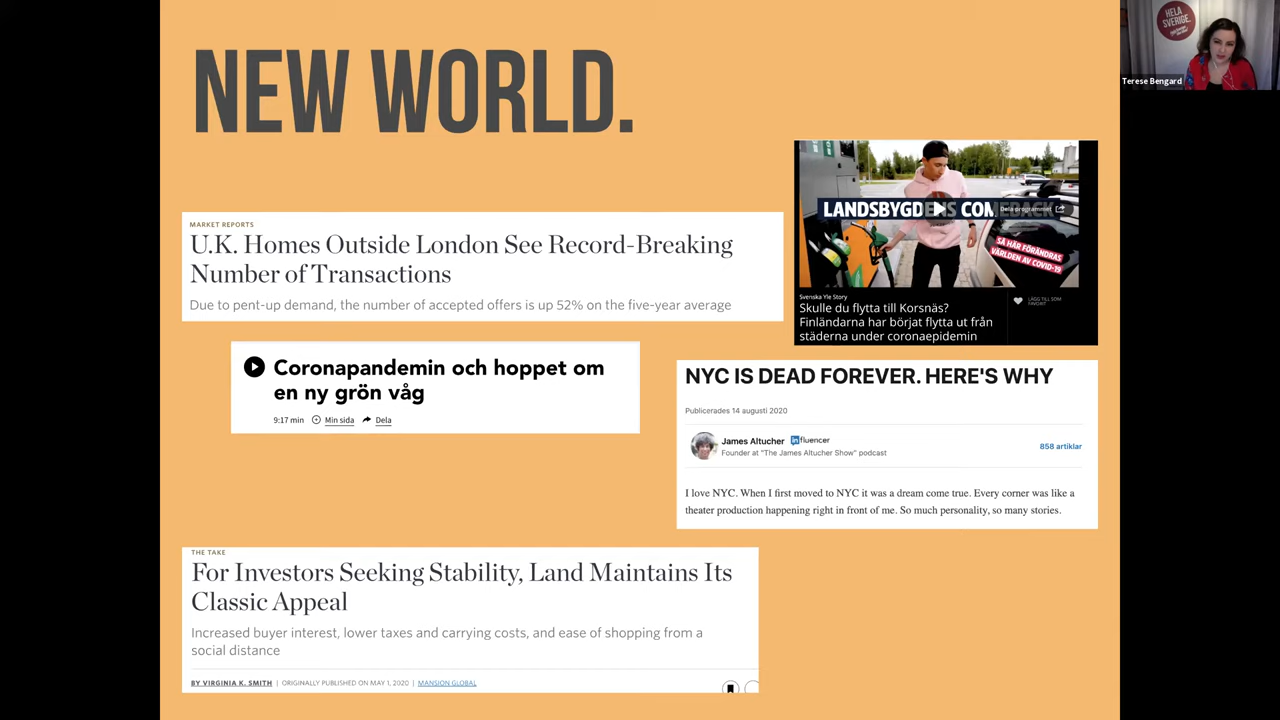 NEW WORLD.
HELA
SVERIGE.
Terese Bengard
MARKET REPORTS
U.K. Homes Outside London See Record-Breaking
Number of Transactions
Due to pent-up demand, the number of accepted offers is up 52% on the five-year average
LANDSBYGDENS COMEBACK
Dela programmet
SÅ HÄR FÖRÄNDRAS
VÄRLDEN AV COVID-19
Svenska Yle Story
Skulle du flytta till Korsnäs?
Finländarna har börjat flytta ut från
städerna under coronaepidemin
LÄGG TILL SOM
FAVORIT
Coronapandemin och hoppet om
en ny grön våg
9:17 min Min sida Dela
NYC IS DEAD FOREVER. HERE'S WHY
Publicerades 14 augusti 2020
James Altucher influencer
Founder at "The James Altucher Show" podcast
858 artiklar
I love NYC. When I first moved to NYC it was a dream come true. Every corner was like a
theater production happening right in front of me. So much personality, so many stories.
THE TAKE
For Investors Seeking Stability, Land Maintains Its
Classic Appeal
Increased buyer interest, lower taxes and carrying costs, and ease of shopping from a
social distance
BY VIRGINIA K. SMITH | ORIGINALLY PUBLISHED ON MAY 1, 2020 | MANSION GLOBAL